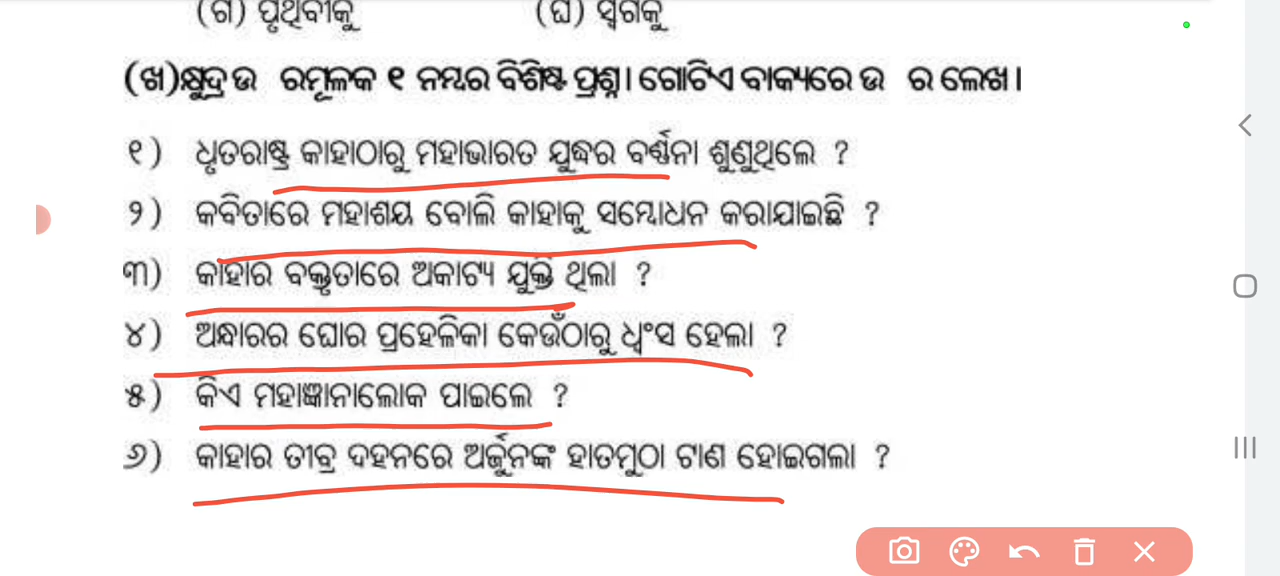 (ଗ) ପୃଥିବୀକୁ (ଘ) ସ୍ୱର୍ଗକୁ
(ଖ)କ୍ଷୁଦ୍ର ଉ ରମୂଳକ ୧ ନମ୍ବର ବିଶିଷ୍ଟ ପ୍ରଶ୍ନ। ଗୋଟିଏ ବାକ୍ୟରେ ଉ ର ଲେଖ।
୧) ଧୃତରାଷ୍ଟ୍ର କାହାଠାରୁ ମହାଭାରତ ଯୁଦ୍ଧର ବର୍ଣ୍ଣନା ଶୁଣୁଥିଲେ ?
୨) କବିତାରେ ମହାଶୟ ବୋଲି କାହାକୁ ସମ୍ବୋଧନ କରାଯାଇଛି ?
୩) କାହାର ବକ୍ତୃତାରେ ଅକାଟ୍ୟ ଯୁକ୍ତି ଥିଲା ?
୪) ଅନ୍ଧାରର ଘୋର ପ୍ରହେଳିକା କେଉଁଠାରୁ ଧ୍ୱଂସ ହେଲା ?
୫) କିଏ ମହାଜ୍ଞାନାଲୋକ ପାଇଲେ ?
୬) କାହାର ତୀବ୍ର ଦହନରେ ଅର୍ଜୁନଙ୍କ ହାତମୁଠା ଟାଣ ହୋଇଗଲା ?